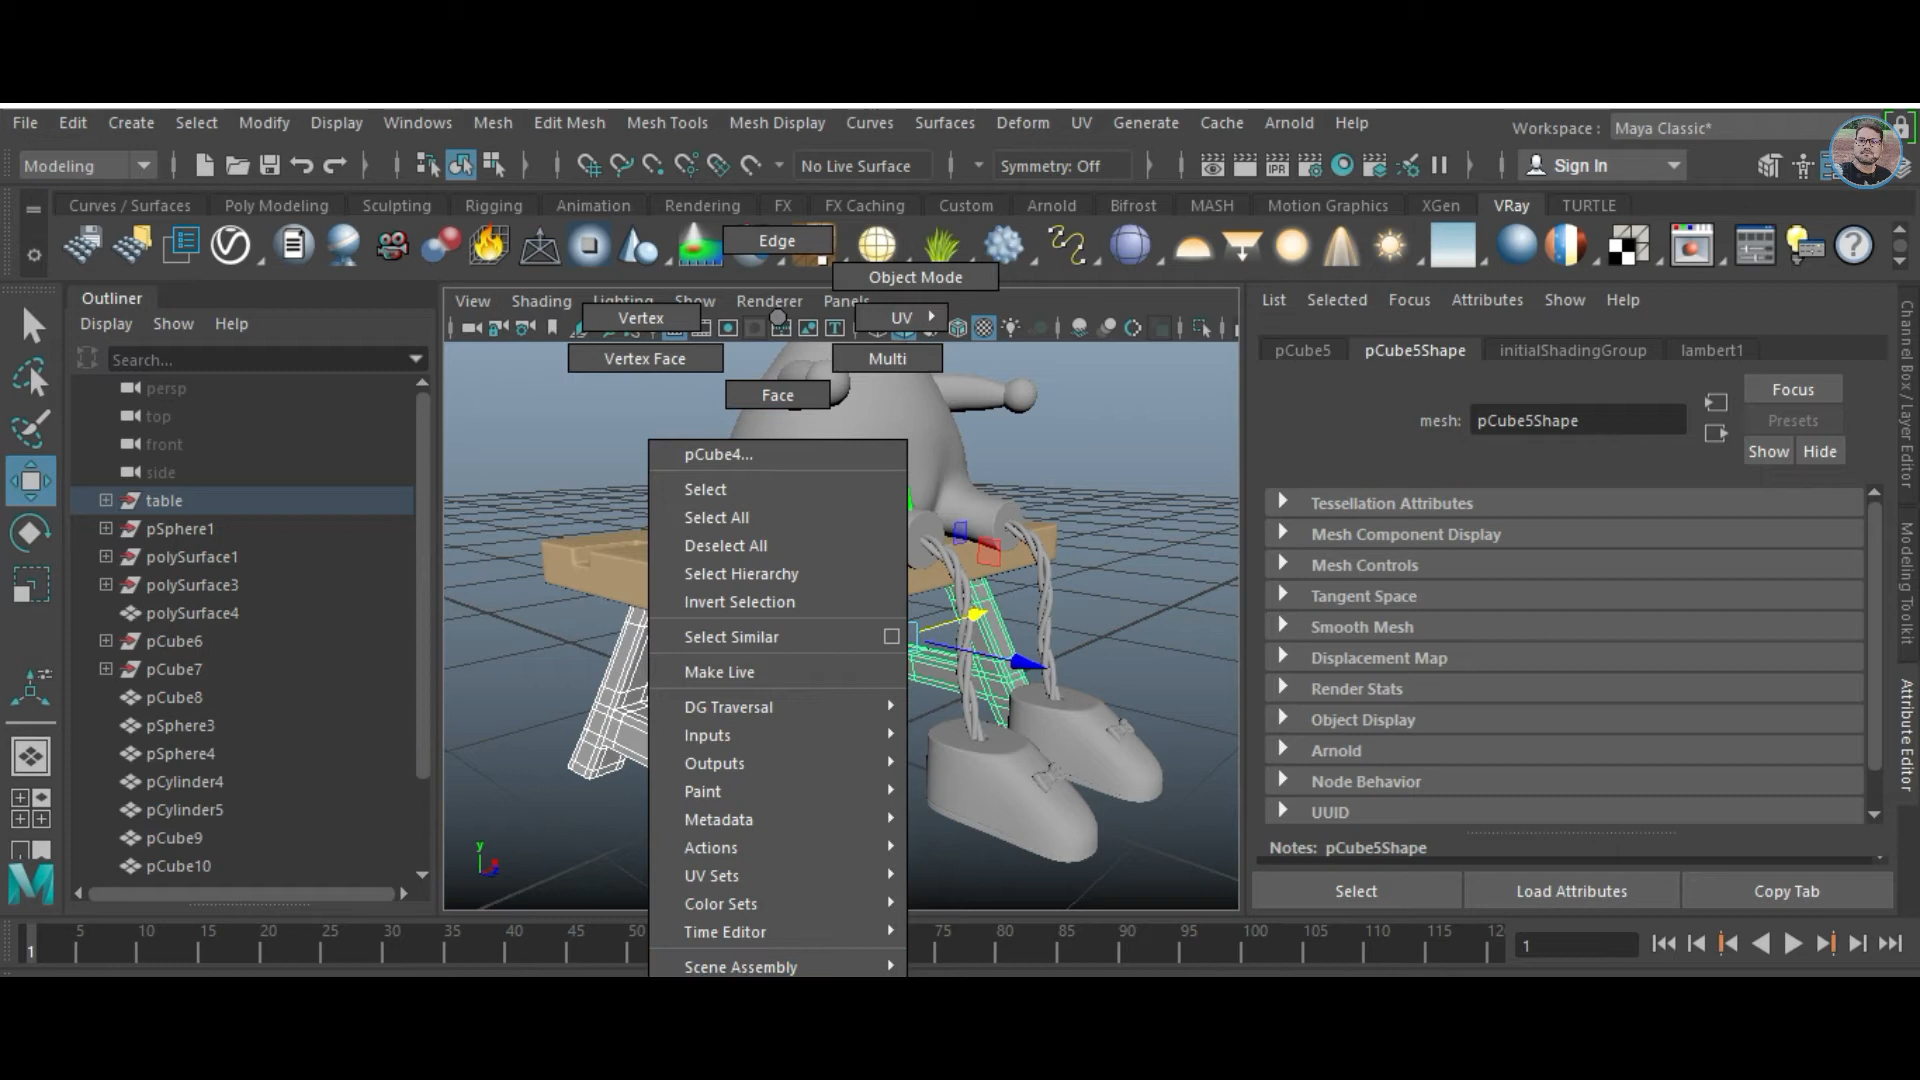 File Edit Create Select Modify Display Windows Mesh Edit Mesh Mesh Tools Mesh Display Curves Surfaces Deform UV Generate Cache Arnold Help
Workspace : Maya Classic*
Modeling No Live Surface Symmetry: Off IPR Sign In
Curves / Surfaces Poly Modeling Sculpting Rigging Animation Rendering FX FX Caching Custom Arnold Bifrost MASH Motion Graphics XGen VRay TURTLE
Edge
Object Mode
Vertex
UV
Vertex Face
Multi
Face
Outliner
Display Show Help
Search...
persp
top
front
side
table
pSphere1
polySurface1
polySurface3
polySurface4
pCube6
pCube7
pCube8
pSphere3
pSphere4
pCylinder4
pCylinder5
pCube9
pCube10
View Shading Lighting Show Renderer Panels
pCube4...
Select
Select All
Deselect All
Select Hierarchy
Invert Selection
Select Similar
Make Live
DG Traversal
Inputs
Outputs
Paint
Metadata
Actions
UV Sets
Color Sets
Time Editor
Scene Assembly
y
List Selected Focus Attributes Show Help
pCube5 pCube5Shape initialShadingGroup lambert1
Focus
mesh: pCube5Shape
Presets
Show Hide
Tessellation Attributes
Mesh Component Display
Mesh Controls
Tangent Space
Smooth Mesh
Displacement Map
Render Stats
Object Display
Arnold
Node Behavior
UUID
Notes: pCube5Shape
Select Load Attributes Copy Tab
Channel Box / Layer Editor
Modeling Toolkit
Attribute Editor
5 10 15 20 25 30 35 40 45 50 75 80 85 90 95 100 105 110 115 12
1
1